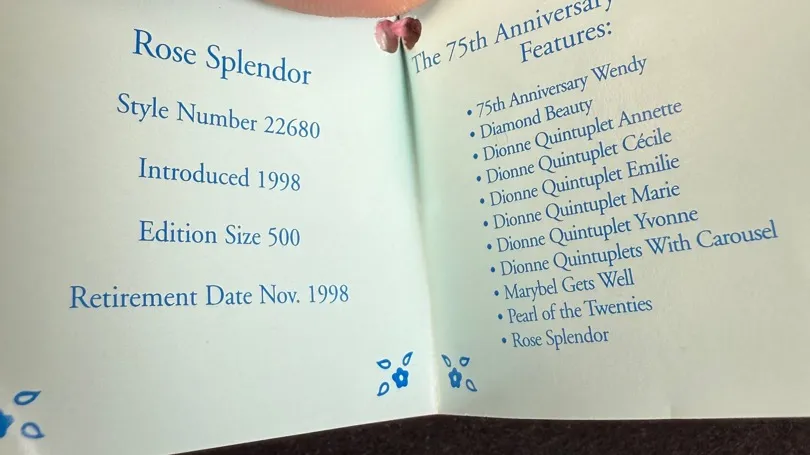 Rose Splendor
Style Number 22680
Introduced 1998
Edition Size 500
Retirement Date Nov. 1998
The 75th Anniversary
Features:
• 75th Anniversary Wendy
• Diamond Beauty
• Dionne Quintuplet Annette
• Dionne Quintuplet Cécile
• Dionne Quintuplet Emilie
• Dionne Quintuplet Marie
• Dionne Quintuplet Yvonne
• Dionne Quintuplets With Carousel
• Marybel Gets Well
• Pearl of the Twenties
• Rose Splendor